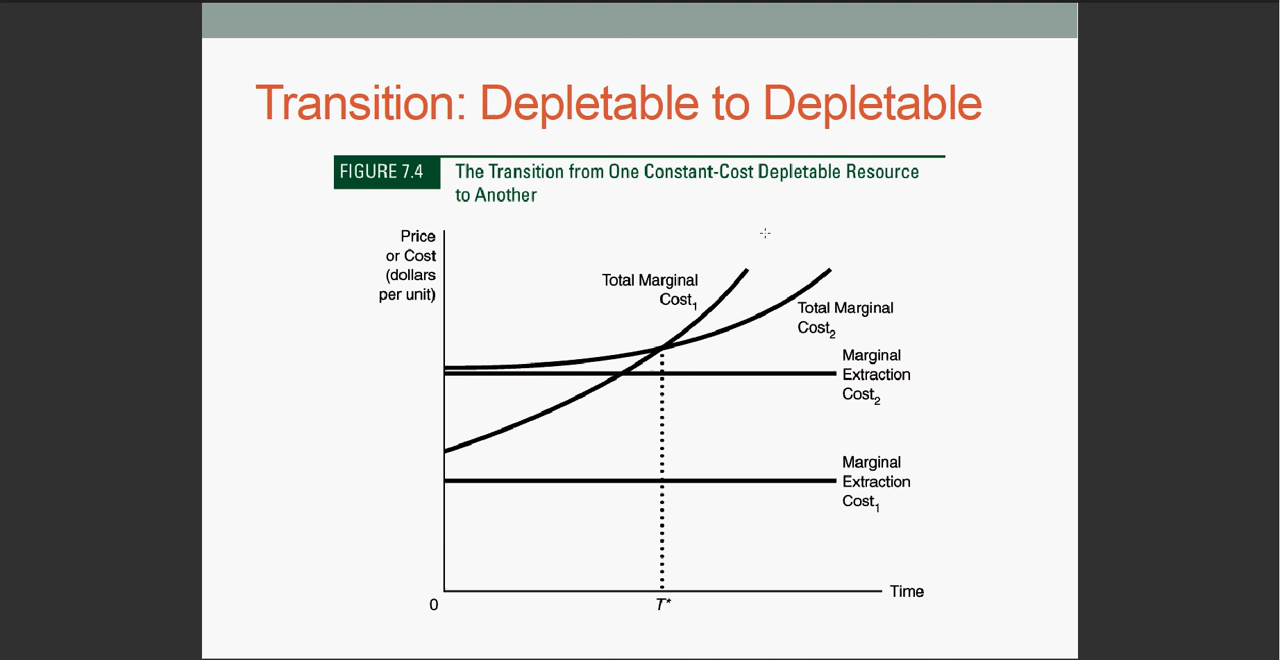 Transition: Depletable to Depletable
FIGURE 7.4
The Transition from One Constant-Cost Depletable Resource
to Another
Price
or Cost
(dollars
per unit)
Total Marginal
Cost1
Total Marginal
Cost2
Marginal
Extraction
Cost2
Marginal
Extraction
Cost1
Time
0
T*